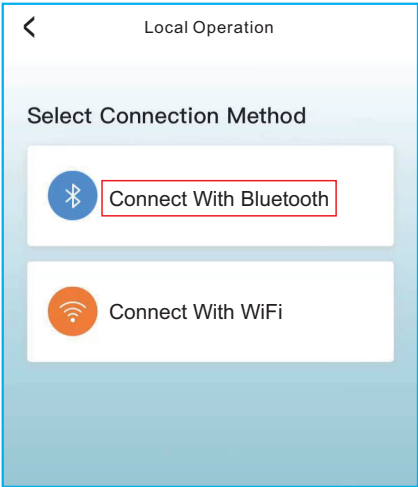 Local Operation
Select Connection Method
Connect With Bluetooth
Connect With WiFi